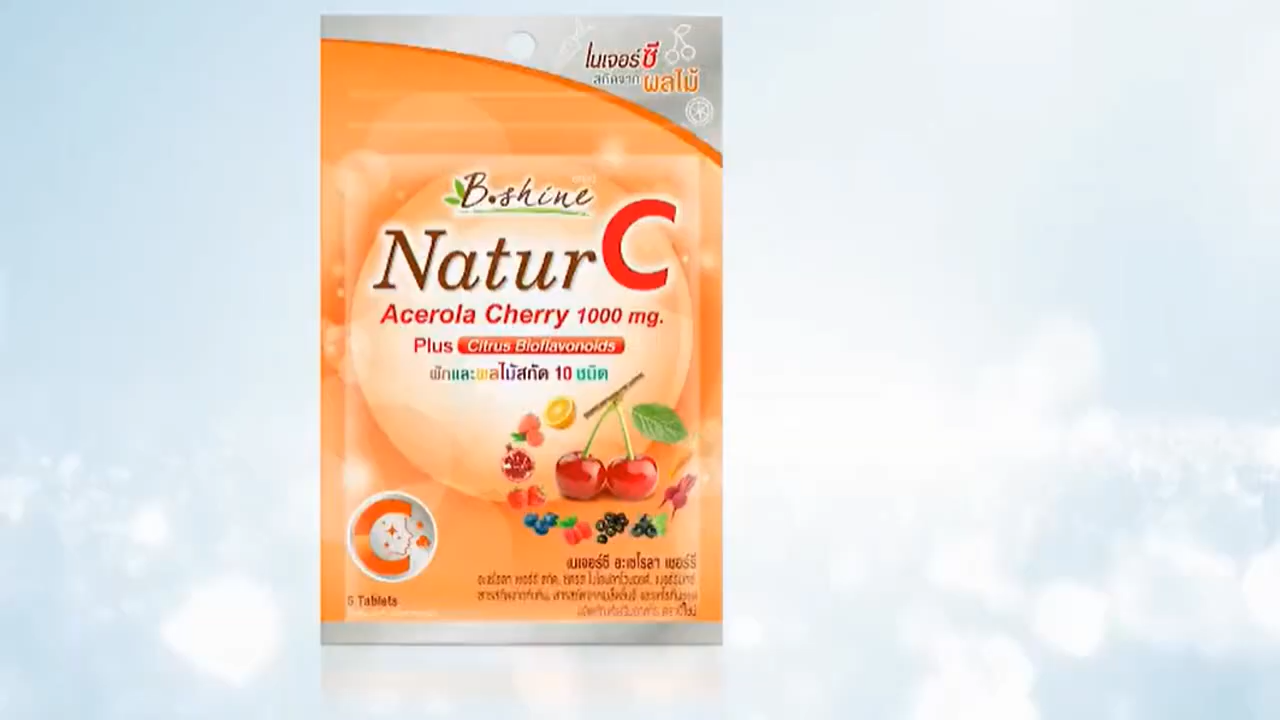 เนเจอร์ซี
สกัดจาก ผลไม้
B.shine
Natur C
Acerola Cherry 1000 mg.
Plus Citrus Bioflavonoids
ผักและผลไม้สกัด 10 ชนิด
เนเจอร์ซี อะเซโรลา เชอร์รี่
5 Tablets